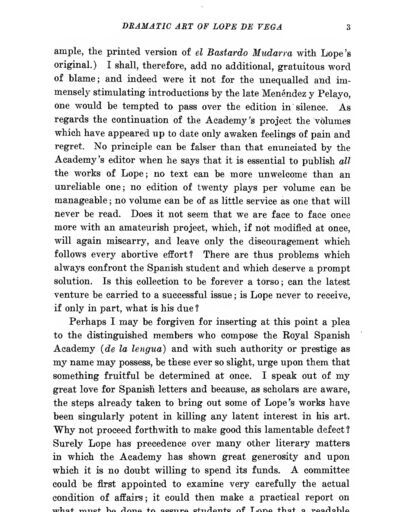 DRAMATIC ART OF LOPE DE VEGA 3
ample, the printed version of el Bastardo Mudarra with Lope's
original.) I shall, therefore, add no additional, gratuitous word
of blame; and indeed were it not for the unequalled and im-
mensely stimulating introductions by the late Menéndez y Pelayo,
one would be tempted to pass over the edition in silence. As
regards the continuation of the Academy's project the volumes
which have appeared up to date only awaken feelings of pain and
regret. No principle can be falser than that enunciated by the
Academy's editor when he says that it is essential to publish all
the works of Lope; no text can be more unwelcome than an
unreliable one; no edition of twenty plays per volume can be
manageable; no volume can be of as little service as one that will
never be read. Does it not seem that we are face to face once
more with an amateurish project, which, if not modified at once,
will again miscarry, and leave only the discouragement which
follows every abortive effort? There are thus problems which
always confront the Spanish student and which deserve a prompt
solution. Is this collection to be forever a torso; can the latest
venture be carried to a successful issue; is Lope never to receive,
if only in part, what is his due?
Perhaps I may be forgiven for inserting at this point a plea
to the distinguished members who compose the Royal Spanish
Academy (de la lengua) and with such authority or prestige as
my name may possess, be these ever so slight, urge upon them that
something fruitful be determined at once. I speak out of my
great love for Spanish letters and because, as scholars are aware,
the steps already taken to bring out some of Lope's works have
been singularly potent in killing any latent interest in his art.
Why not proceed forthwith to make good this lamentable defect?
Surely Lope has precedence over many other literary matters
in which the Academy has shown great generosity and upon
which it is no doubt willing to spend its funds. A committee
could be first appointed to examine very carefully the actual
condition of affairs; it could then make a practical report on
what must be done to assure students of Lope that a readable